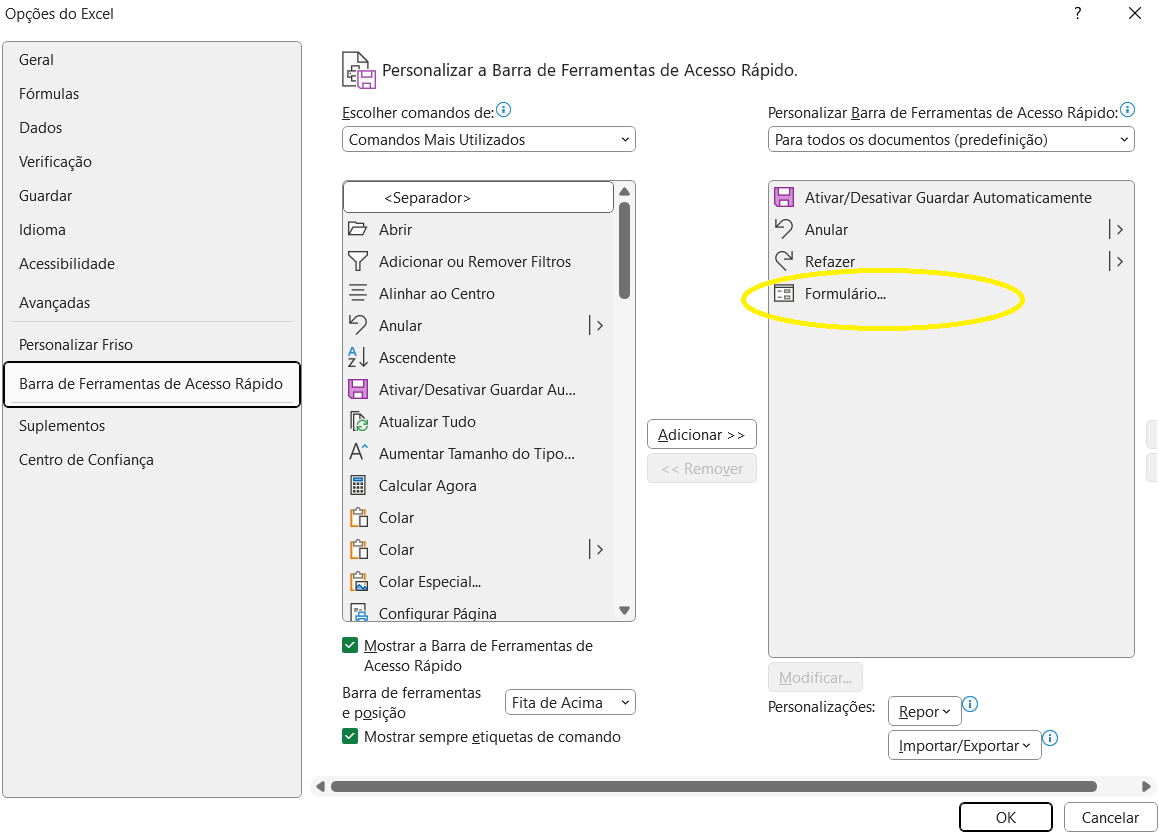 Opções do Excel
?
Geral
Fórmulas
Dados
Verificação
Guardar
Idioma
Acessibilidade
Avançadas
Personalizar Friso
Barra de Ferramentas de Acesso Rápido
Suplementos
Centro de Confiança
Personalizar a Barra de Ferramentas de Acesso Rápido.
Escolher comandos de:
Comandos Mais Utilizados
<Separador>
Abrir
Adicionar ou Remover Filtros
Alinhar ao Centro
Anular
Ascendente
Ativar/Desativar Guardar Au...
Atualizar Tudo
Aumentar Tamanho do Tipo...
Calcular Agora
Colar
Colar
Colar Especial...
Configurar Página
Mostrar a Barra de Ferramentas de
Acesso Rápido
Barra de ferramentas
e posição
Fita de Acima
Mostrar sempre etiquetas de comando
Adicionar >>
<< Remover
Personalizar Barra de Ferramentas de Acesso Rápido:
Para todos os documentos (predefinição)
Ativar/Desativar Guardar Automaticamente
Anular
Refazer
Formulário...
Modificar...
Personalizações:
Repor
Importar/Exportar
OK
Cancelar